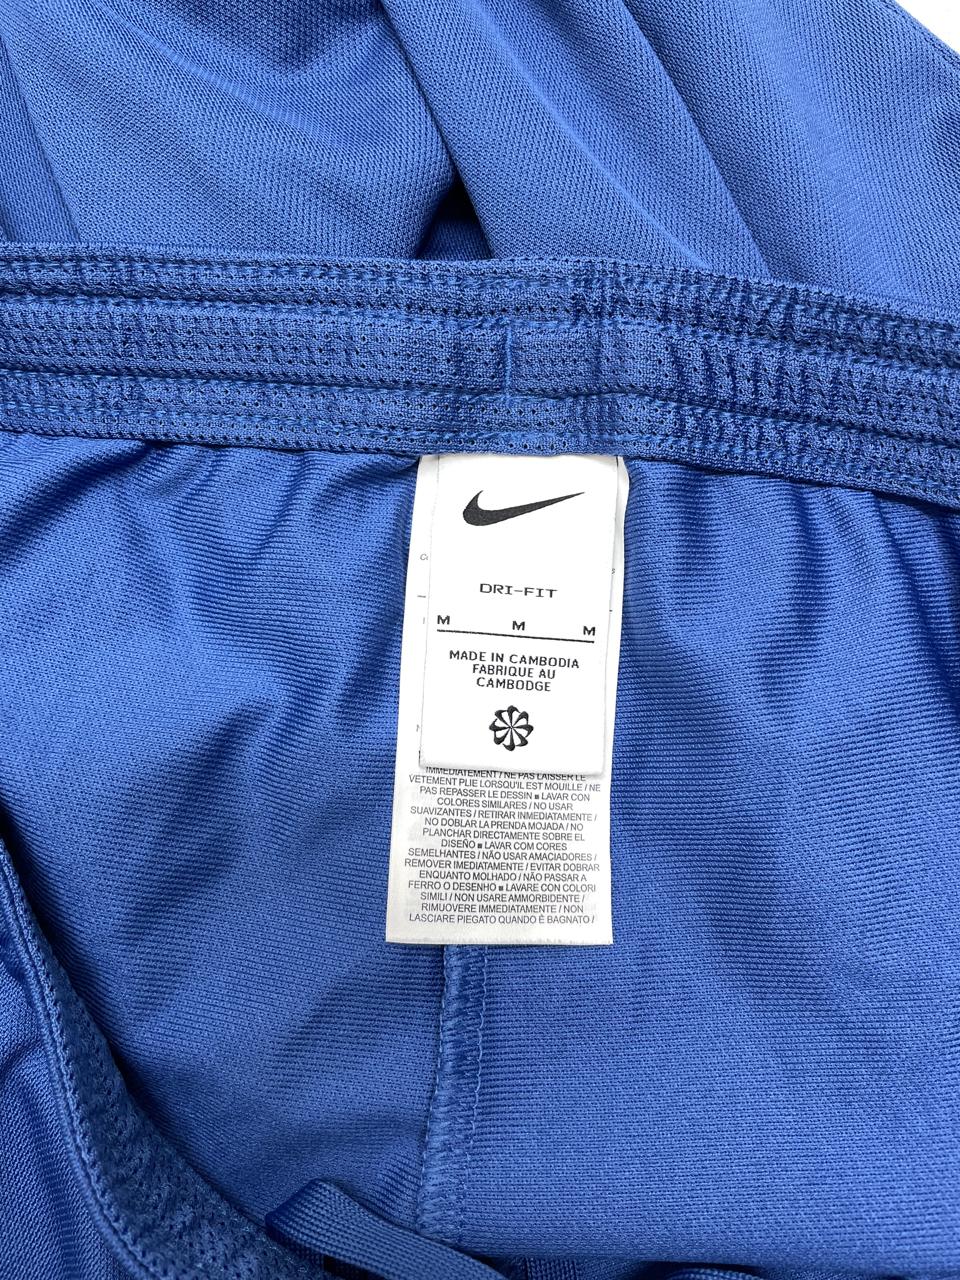 DRI-FIT
M M M
MADE IN CAMBODIA
FABRIQUE AU
CAMBODGE
IMMÉDIATEMENT / NE PAS LAISSER LE
VETEMENT PLIE LORSQU'IL EST MOUILLE / NE
PAS REPASSER LE DESSIN ■ LAVAR CON
COLORES SIMILARES / NO USAR
SUAVIZANTES / RETIRAR INMEDIATAMENTE /
NO DOBLAR LA PRENDA MOJADA / NO
PLANCHAR DIRECTAMENTE SOBRE EL
DISEÑO ■ LAVAR COM CORES
SEMELHANTES / NÃO USAR AMACIADORES /
REMOVER IMEDIATAMENTE / EVITAR DOBRAR
ENQUANTO MOLHADO / NÃO PASSAR A
FERRO O DESENHO ■ LAVARE CON COLORI
SIMILI / NON USARE AMMORBIDENTE /
RIMUOVERE IMMEDIATAMENTE / NON
LASCIARE PIEGATO QUANDO È BAGNATO /